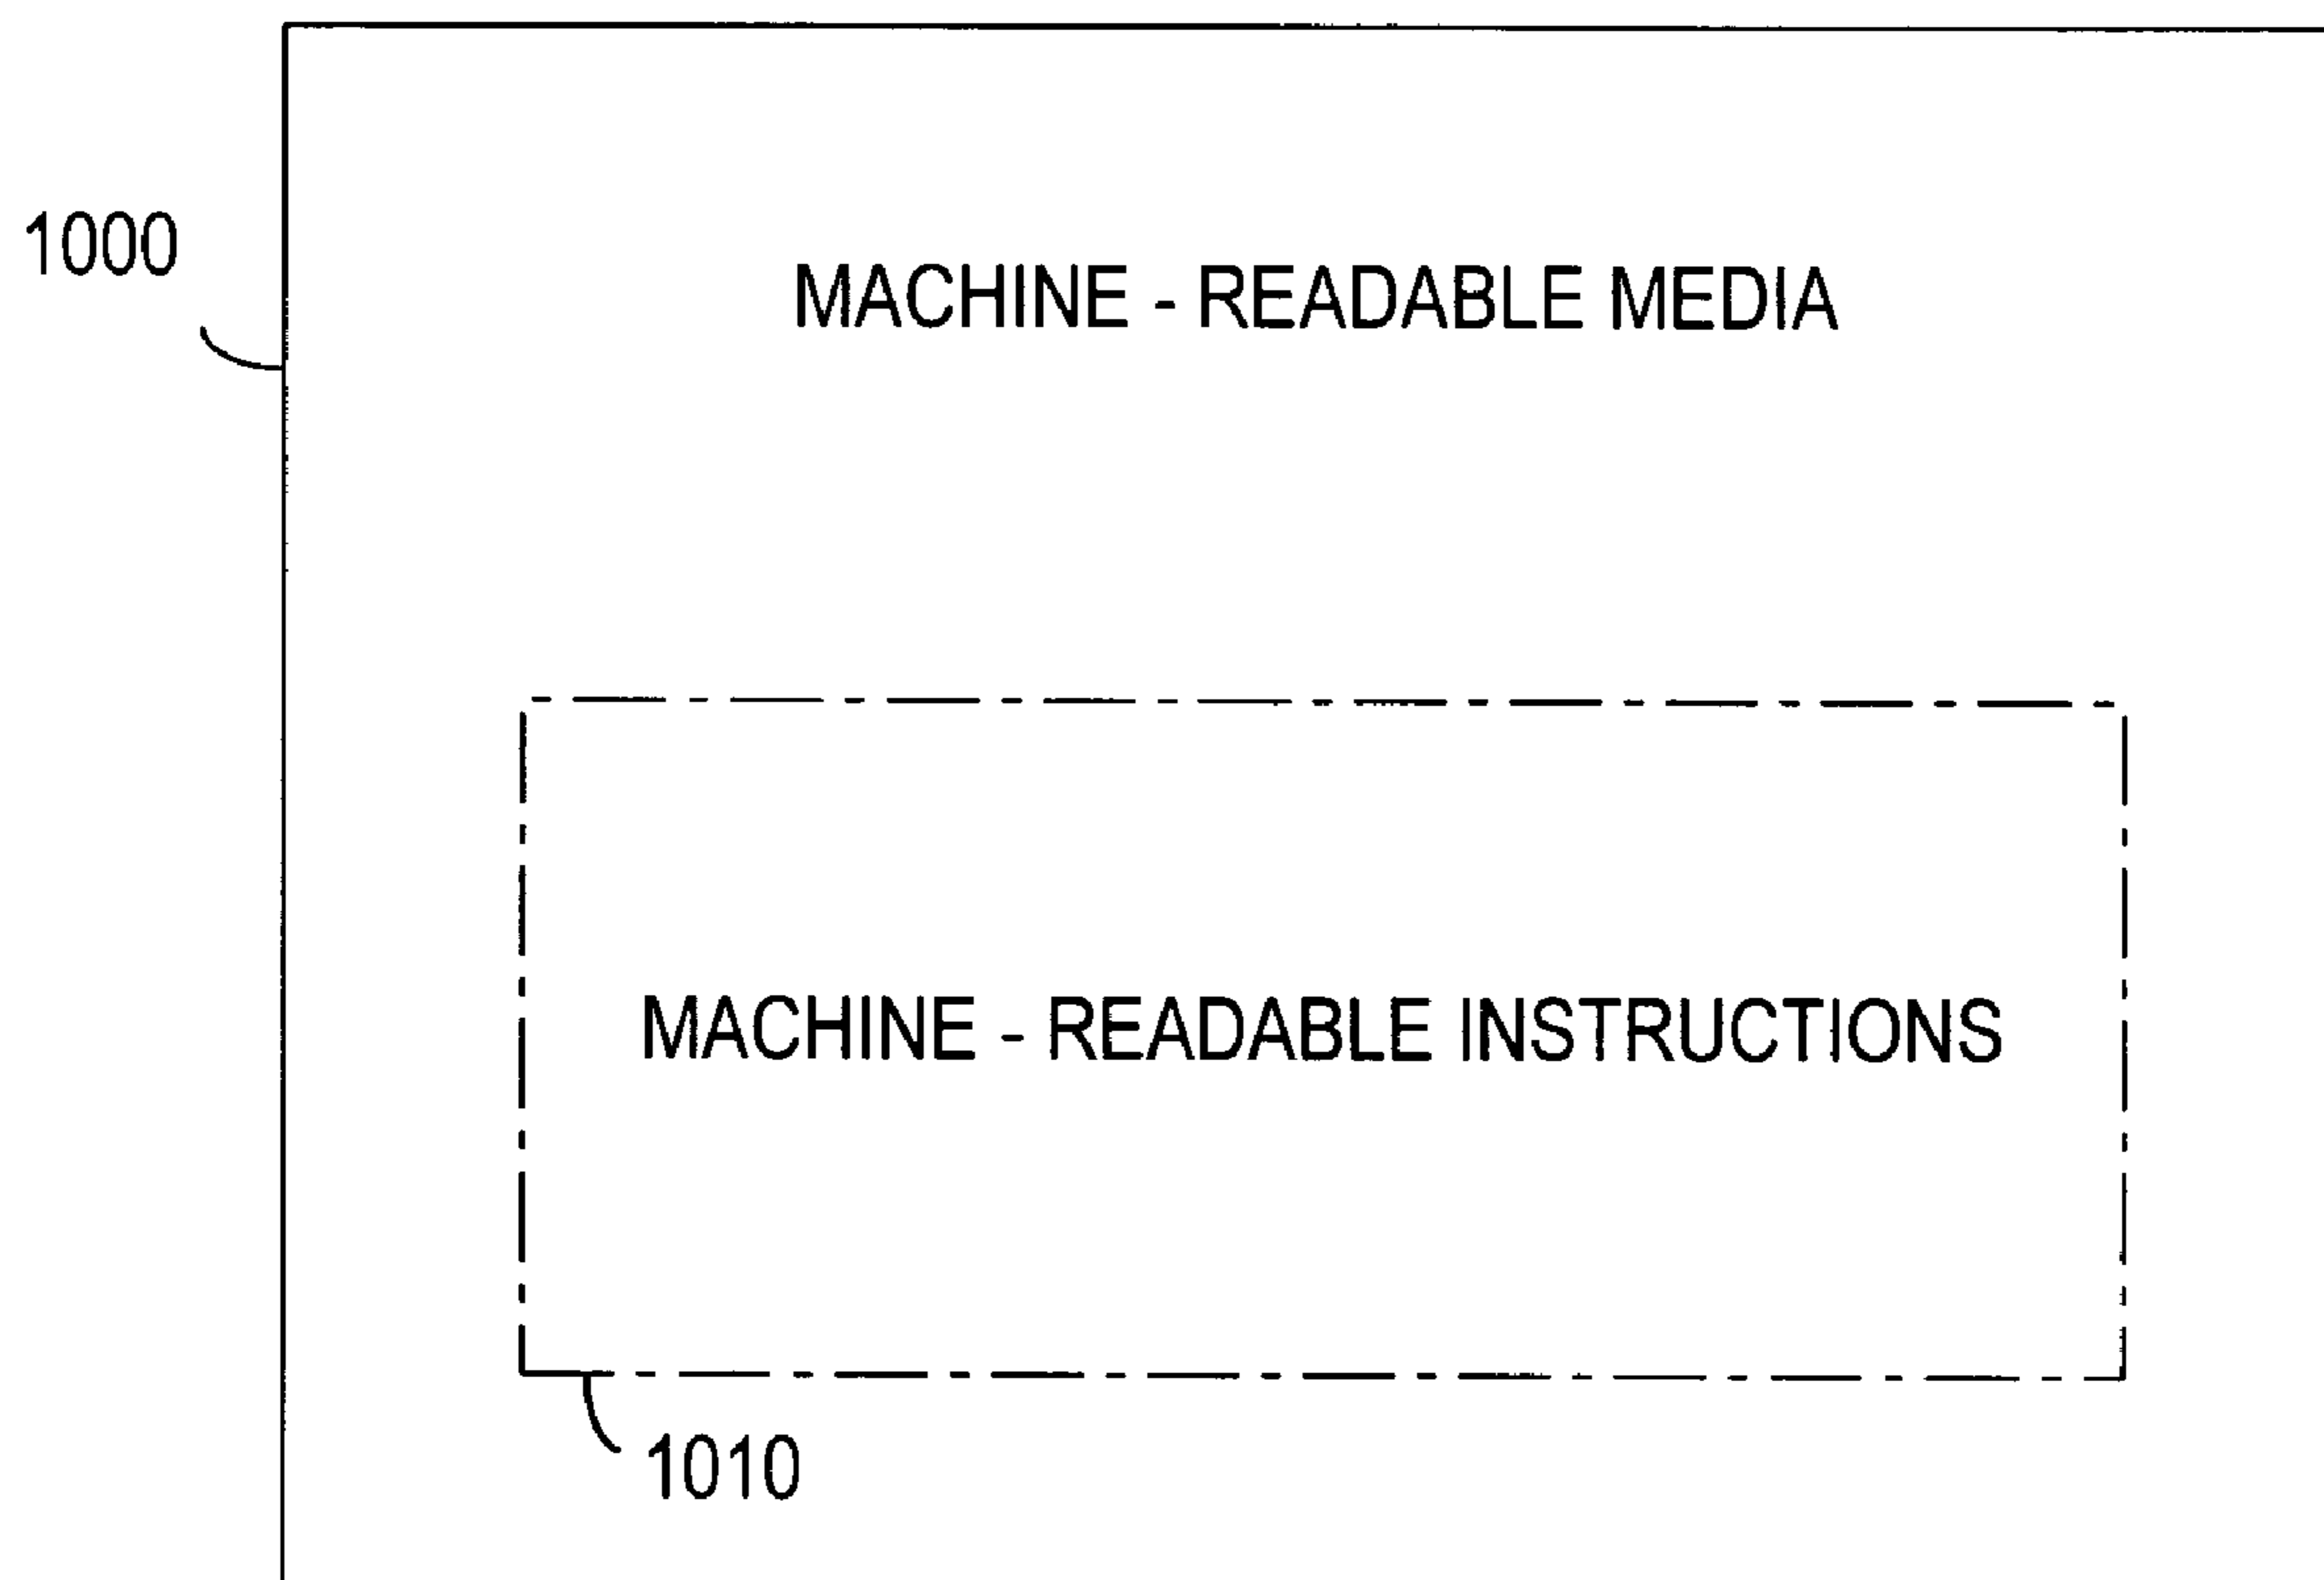 1000
MACHINE - READABLE MEDIA
MACHINE - READABLE INSTRUCTIONS
1010